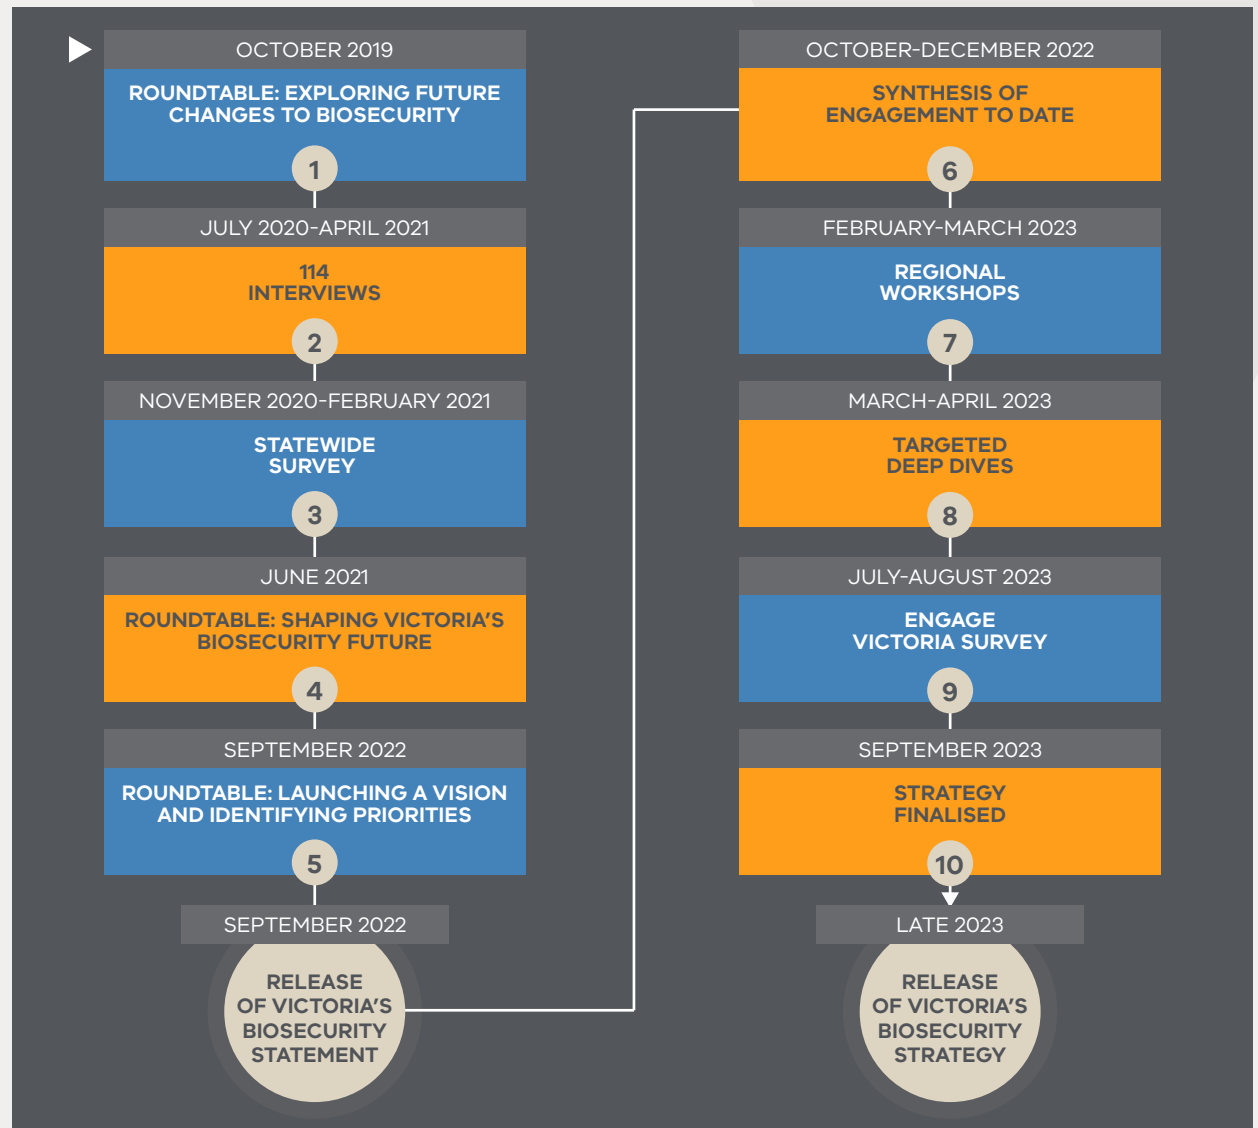 OCTOBER 2019
ROUNDTABLE: EXPLORING FUTURE
CHANGES TO BIOSECURITY
1
JULY 2020-APRIL 2021
114
INTERVIEWS
2
NOVEMBER 2020-FEBRUARY 2021
STATEWIDE
SURVEY
3
JUNE 2021
ROUNDTABLE: SHAPING VICTORIA'S
BIOSECURITY FUTURE
4
SEPTEMBER 2022
ROUNDTABLE: LAUNCHING A VISION
AND IDENTIFYING PRIORITIES
5
SEPTEMBER 2022
RELEASE
OF VICTORIA'S
BIOSECURITY
STATEMENT
OCTOBER-DECEMBER 2022
SYNTHESIS OF
ENGAGEMENT TO DATE
6
FEBRUARY-MARCH 2023
REGIONAL
WORKSHOPS
7
MARCH-APRIL 2023
TARGETED
DEEP DIVES
8
JULY-AUGUST 2023
ENGAGE
VICTORIA SURVEY
9
SEPTEMBER 2023
STRATEGY
FINALISED
10
LATE 2023
RELEASE
OF VICTORIA'S
BIOSECURITY
STRATEGY